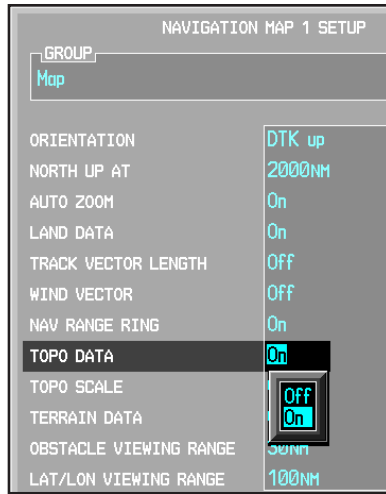 NAVIGATION MAP 1 SETUP
GROUP
Map
ORIENTATION DTK up
NORTH UP AT 2000NM
AUTO ZOOM On
LAND DATA On
TRACK VECTOR LENGTH Off
WIND VECTOR Off
NAV RANGE RING On
TOPO DATA On
TOPO SCALE Off
TERRAIN DATA On
OBSTACLE VIEWING RANGE
LAT/LON VIEWING RANGE 100NM